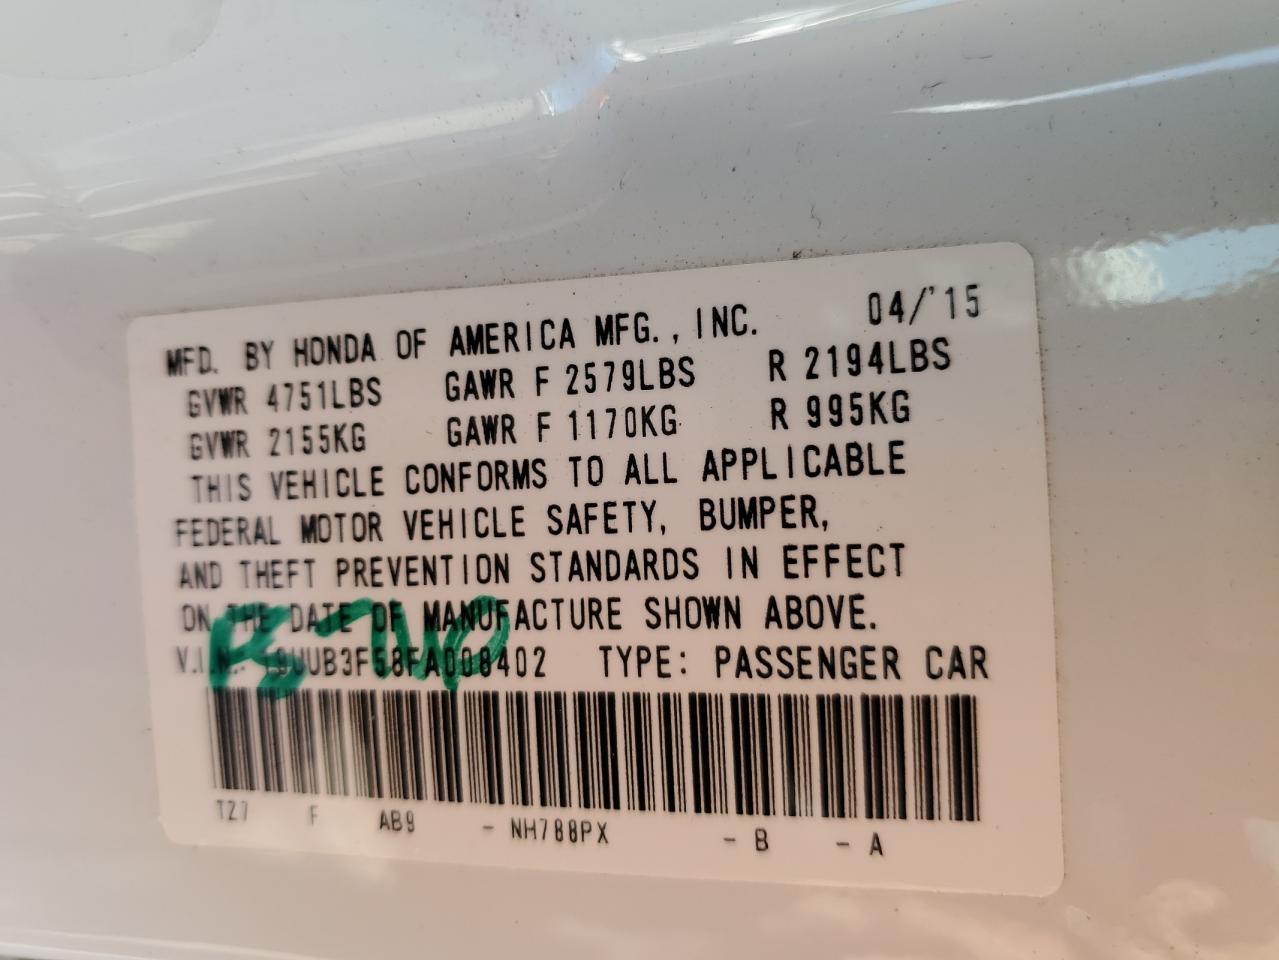 MFD. BY HONDA OF AMERICA MFG., INC. 04/'15
GVWR 4751LBS GAWR F 2579LBS R 2194LBS
GVWR 2155KG GAWR F 1170KG R 995KG
THIS VEHICLE CONFORMS TO ALL APPLICABLE
FEDERAL MOTOR VEHICLE SAFETY, BUMPER,
AND THEFT PREVENTION STANDARDS IN EFFECT
ON THE DATE OF MANUFACTURE SHOWN ABOVE.
V.I.N.: 19UUB3F58FA008402 TYPE: PASSENGER CAR
T27 F AB9 - NH788PX - B - A